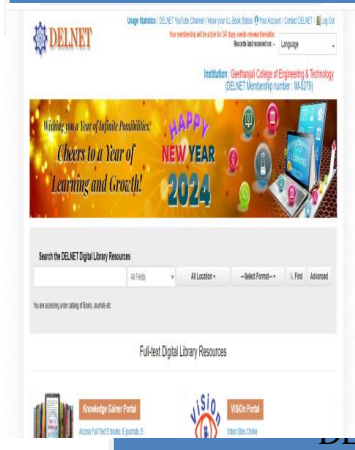 DELNET
Usage Statistics / DELNET YouTube Channel / Know your ILL-Book Status/ Your Account / Contact DELNET / Log Out
Your membership will be active for 347 days, needs renewal thereafter.
Records last received on: -
Language
Institution : Geethanjali College of Engineering & Technology
(DELNET Membership number : IM-6279)
Wishing you a Year of Infinite Possibilities!
Cheers to a Year
of
Learning and Growth!
HAPPY
NEW YEAR
2024
Search the DELNET Digital Library Resources
All Fields
All Location
---Select Format---
Find
Advanced
You are accessing union catalog of Books, Journals etc
Full-text Digital Library Resources
Knowledge Gainer Portal
Access Full Text E-books, E-journals, E-
VISION
VISIOn Portal
Video Sites Online